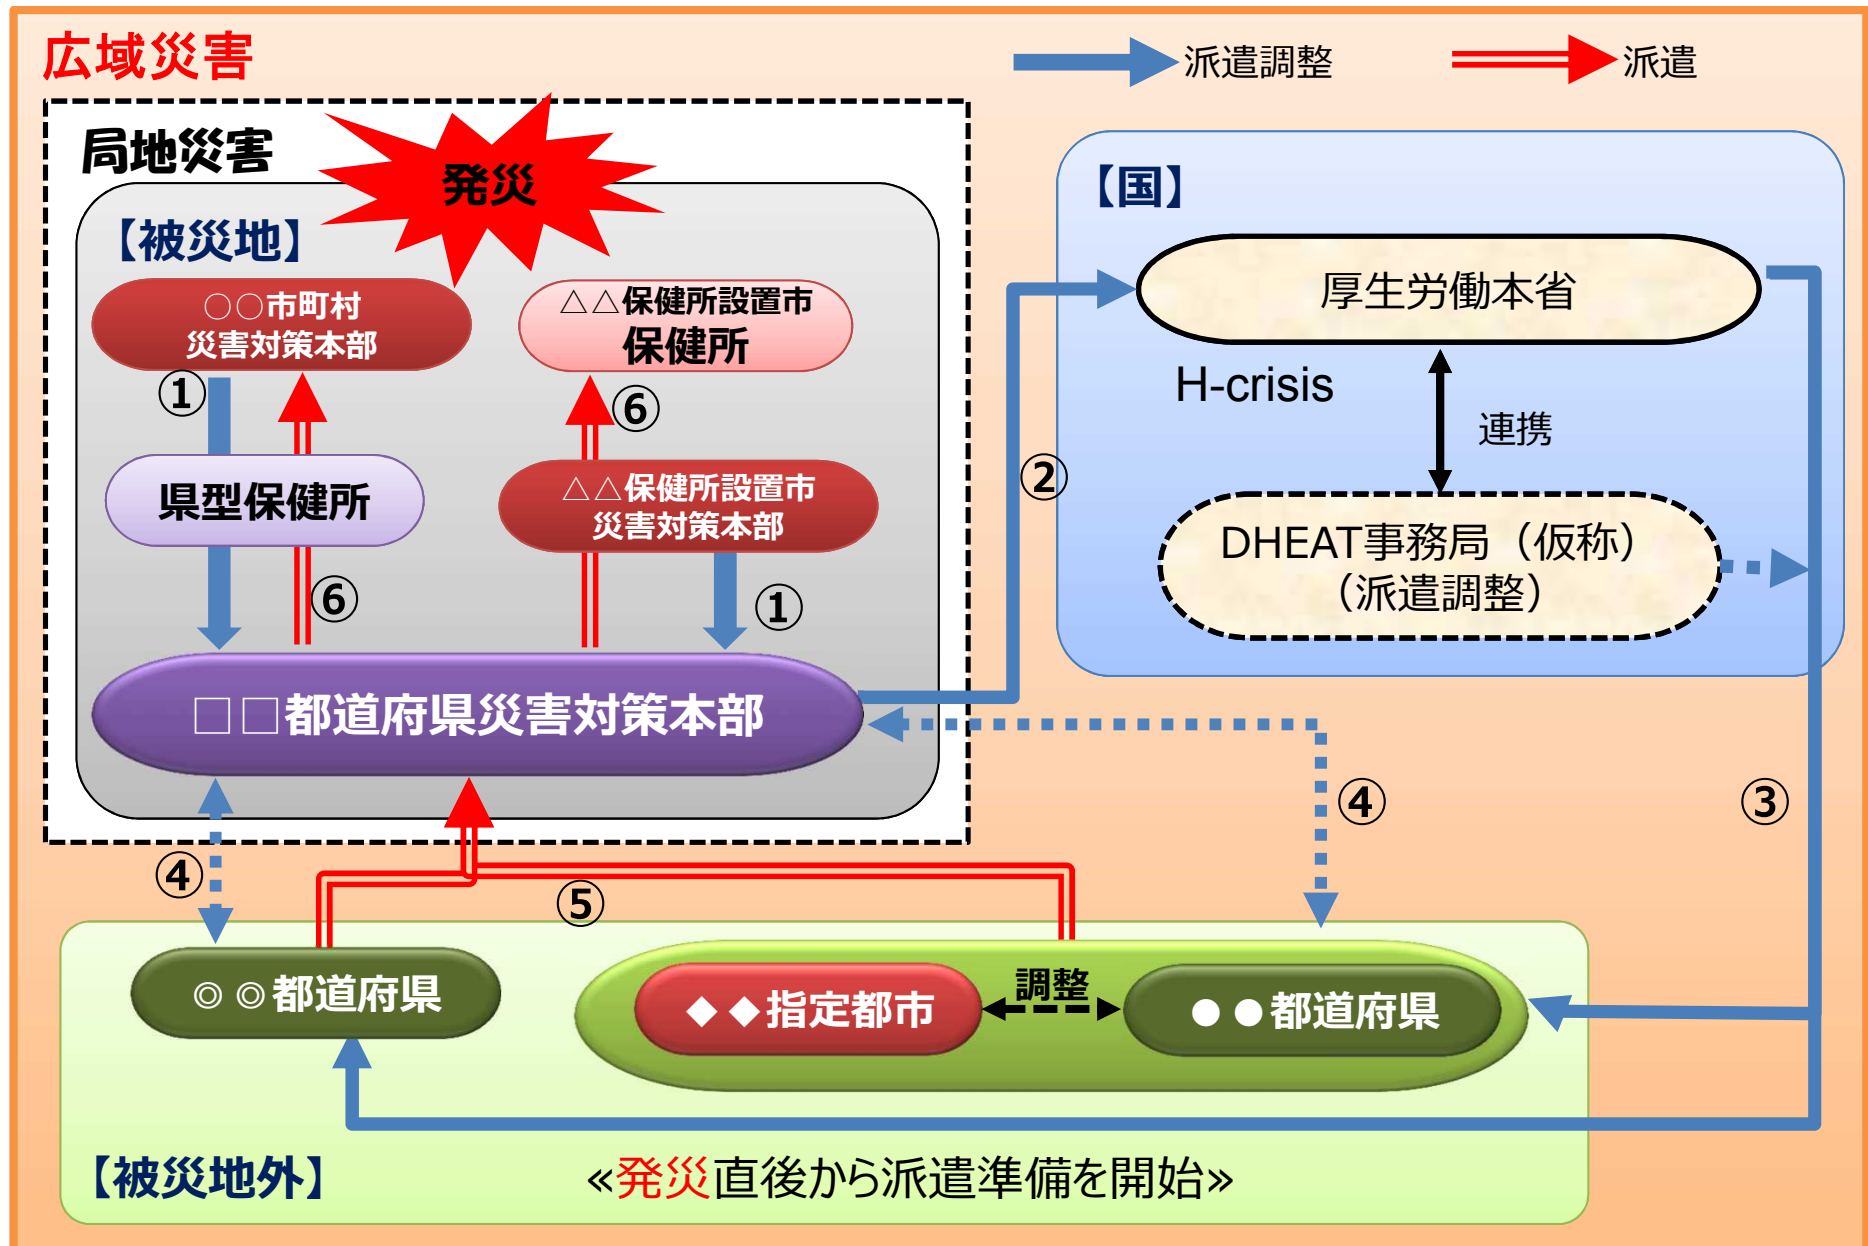 広域災害
派遣調整
派遣
局地災害
発災
【被災地】
○○市町村
災害対策本部
△△保健所設置市
保健所
①
⑥
県型保健所
△△保健所設置市
災害対策本部
⑥
①
□□都道府県災害対策本部
【国】
厚生労働本省
H-crisis
連携
DHEAT事務局（仮称）
（派遣調整）
②
③
④
④
⑤
◎◎都道府県
◆◆指定都市
調整
●●都道府県
【被災地外】
«発災直後から派遣準備を開始»